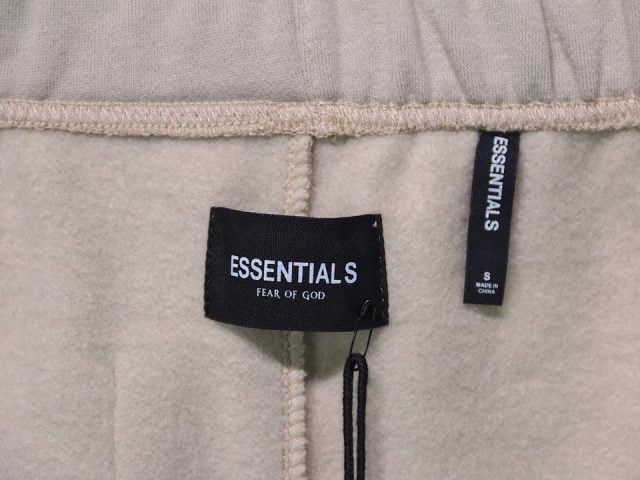 ESSENTIALS
FEAR OF GOD
ESSENTIALS
S
MADE IN
CHINA